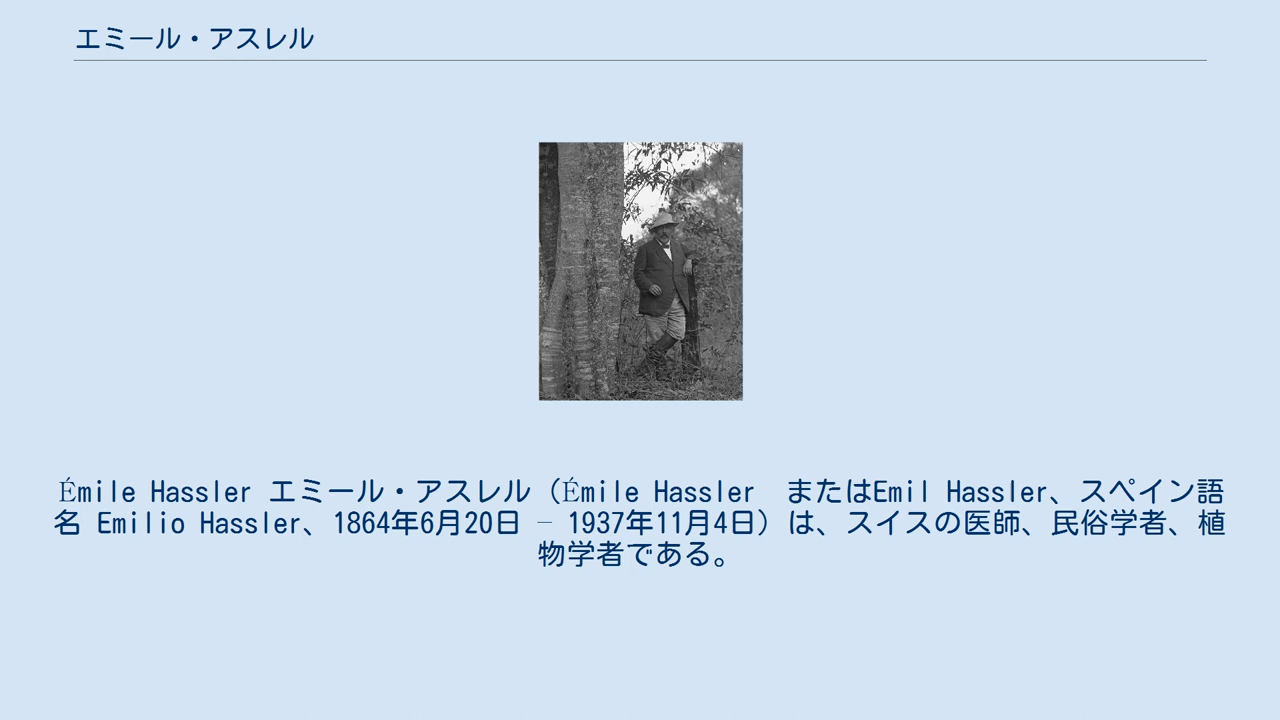 エミール・アスレル
Émile Hassler エミール・アスレル（Émile Hassler　またはEmil Hassler、スペイン語
名 Emilio Hassler、1864年6月20日 – 1937年11月4日）は、スイスの医師、民俗学者、植
物学者である。